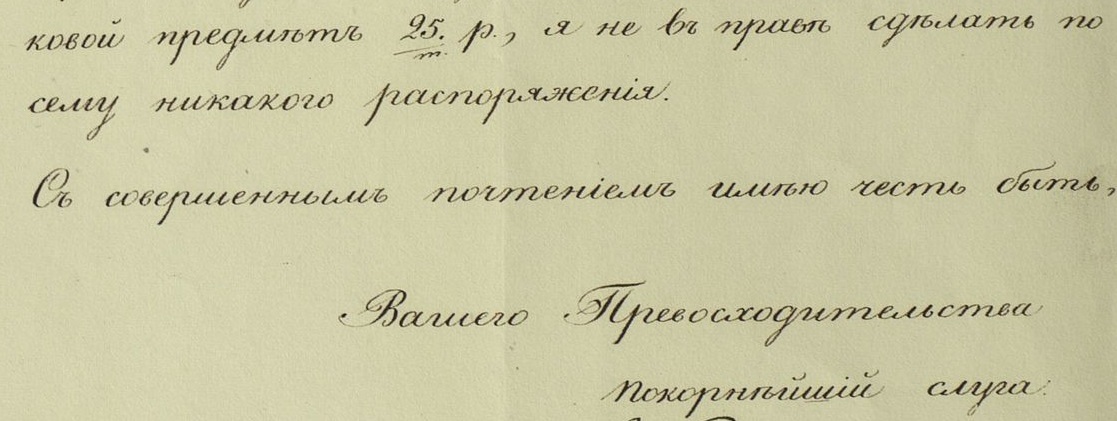 ковой предметъ 25 т. р., я не въ правѣ сдѣлать по
сему никакого распоряженія.
Съ совершеннымъ почтеніемъ имѣю честь быть,
Вашего Превосходительства
покорнѣйшій слуга